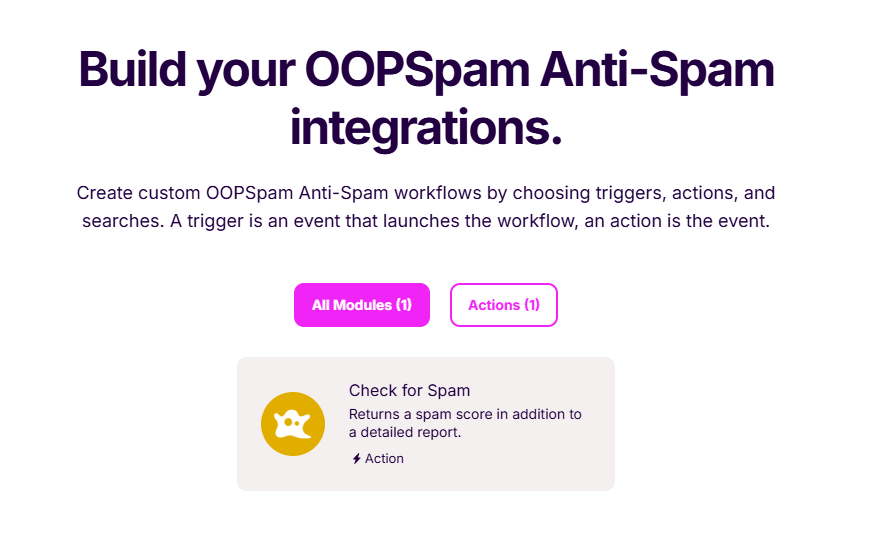 Build your OOPSpam Anti-Spam
integrations.
Create custom OOPSpam Anti-Spam workflows by choosing triggers, actions, and
searches. A trigger is an event that launches the workflow, an action is the event.
All Modules (1)
Actions (1)
Check for Spam
Returns a spam score in addition to
a detailed report.
Action